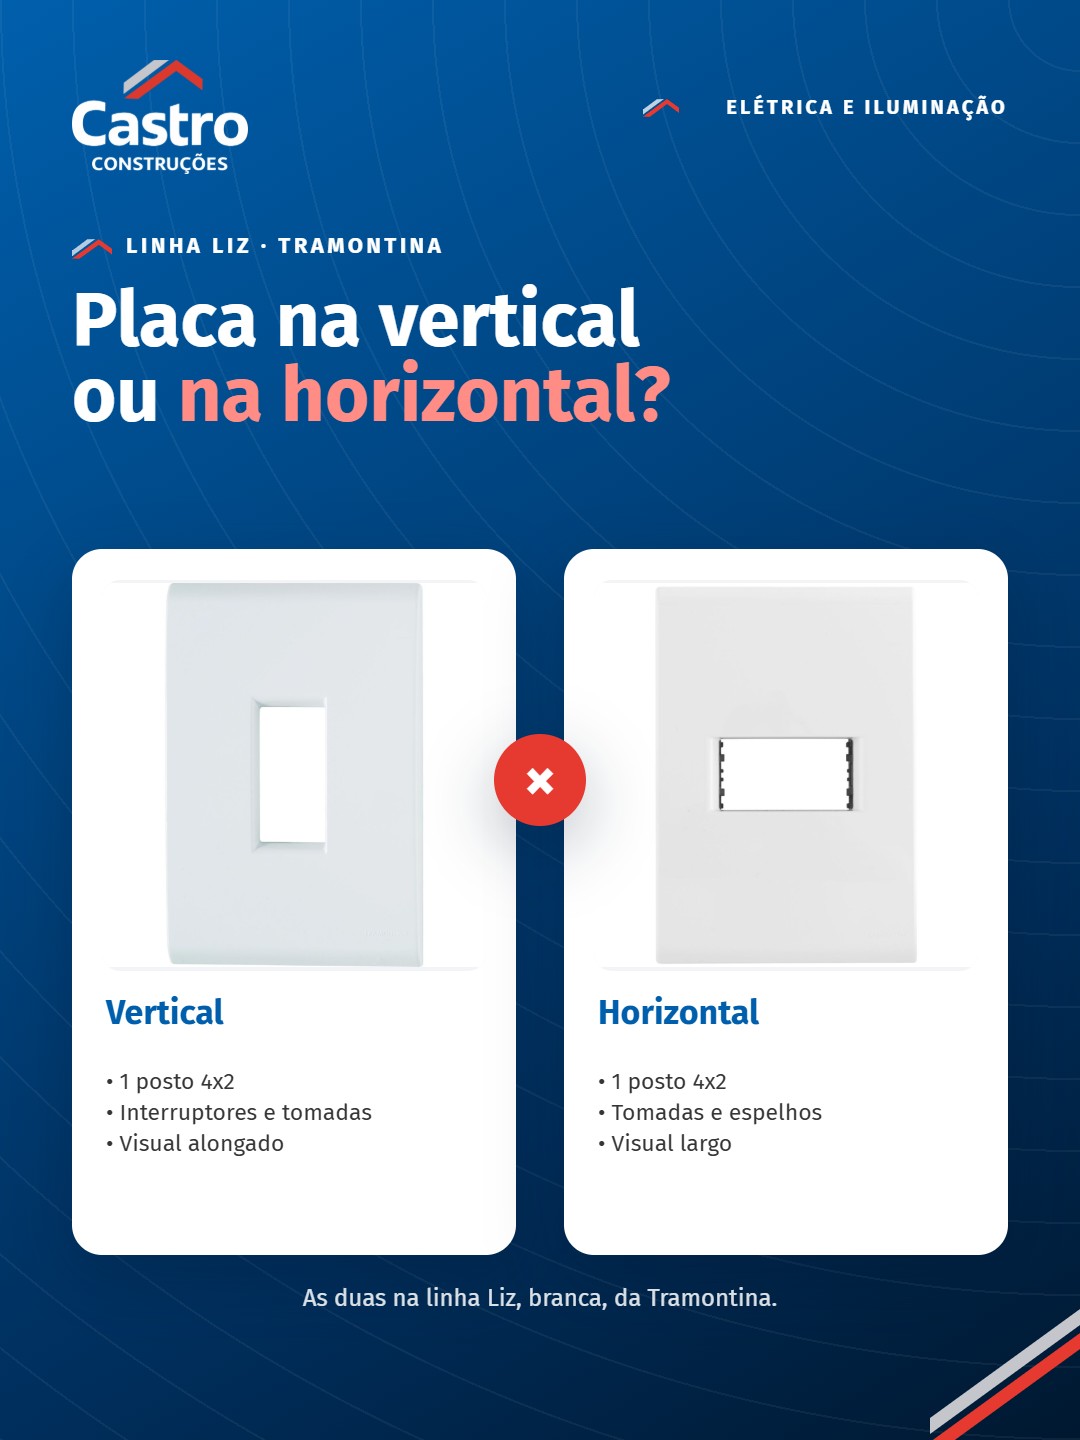 Castro
CONSTRUÇÕES
ELÉTRICA E ILUMINAÇÃO
LINHA LIZ · TRAMONTINA
Placa na vertical
ou na horizontal?
Vertical
• 1 posto 4x2
• Interruptores e tomadas
• Visual alongado
Horizontal
• 1 posto 4x2
• Tomadas e espelhos
• Visual largo
As duas na linha Liz, branca, da Tramontina.